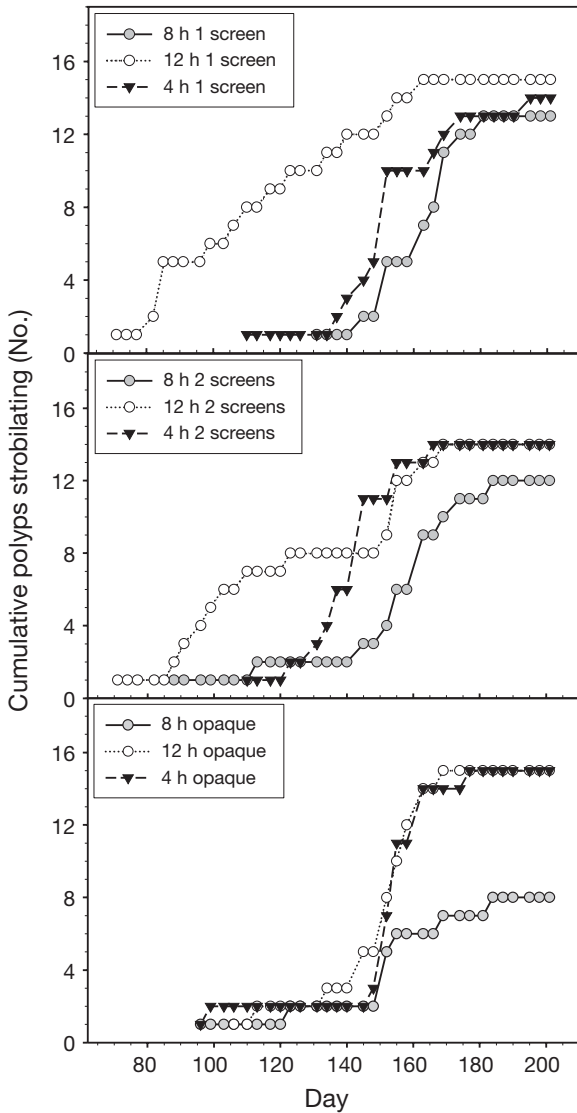 16
12
8
4
0
8 h 1 screen
12 h 1 screen
4 h 1 screen
16
12
8
4
0
8 h 2 screens
12 h 2 screens
4 h 2 screens
16
12
8
4
0
8 h opaque
12 h opaque
4 h opaque
80 100 120 140 160 180 200
Day
Cumulative polyps strobilating (No.)